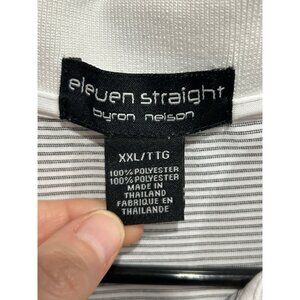 eleven straight
byron nelson
XXL/TTG
100% POLYESTER
100% POLYESTER
MADE IN
THAILAND
FABRIQUE EN
THAILANDE